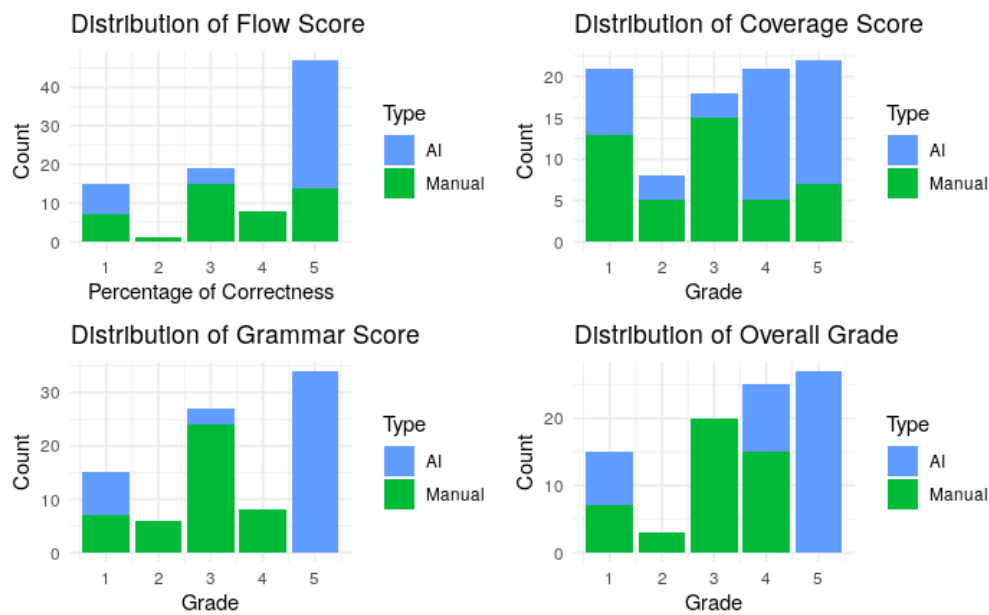 Distribution of Flow Score
Count
40
30
20
10
0
1 2 3 4 5
Percentage of Correctness
Type
AI
Manual
Distribution of Coverage Score
Count
20
15
10
5
0
1 2 3 4 5
Grade
Type
AI
Manual
Distribution of Grammar Score
Count
30
20
10
0
1 2 3 4 5
Grade
Type
AI
Manual
Distribution of Overall Grade
Count
20
10
0
1 2 3 4 5
Grade
Type
AI
Manual